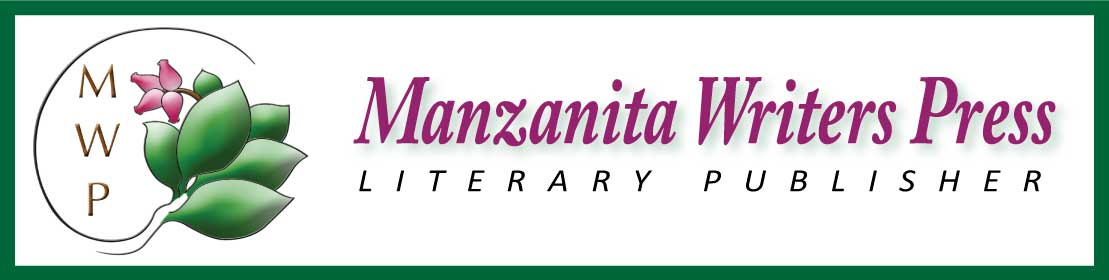 M
W
P
Manzanita Writers Press
LITERARY PUBLISHER